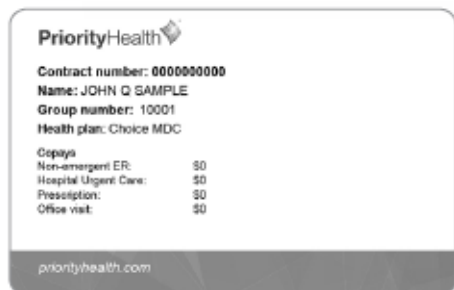 PriorityHealth
Contract number: 0000000000
Name: JOHN Q SAMPLE
Group number: 10001
Health plan: Choice MDC
Copays
Non-emergent ER: $0
Hospital Urgent Care: $0
Prescription: $0
Office visit: $0
priorityhealth.com